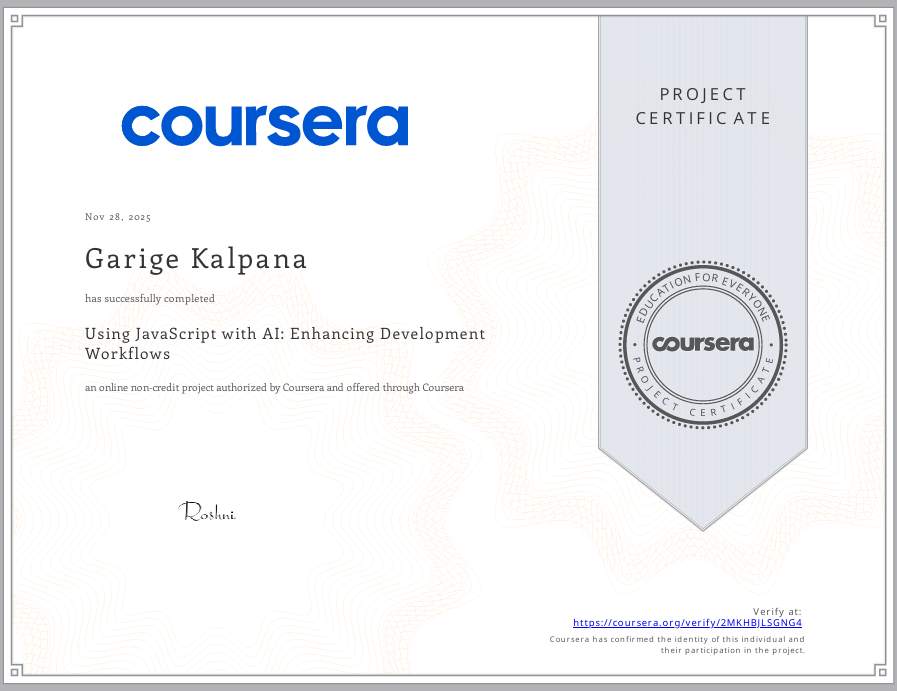 coursera
PROJECT
CERTIFICATE
Nov 28, 2025
Garige Kalpana
has successfully completed
Using JavaScript with AI: Enhancing Development
Workflows
an online non-credit project authorized by Coursera and offered through Coursera
EDUCATION FOR EVERYONE
coursera
PROJECT CERTIFICATE
Roshni
Verify at:
https://coursera.org/verify/2MKHBJLSGNG4
Coursera has confirmed the identity of this individual and
their participation in the project.